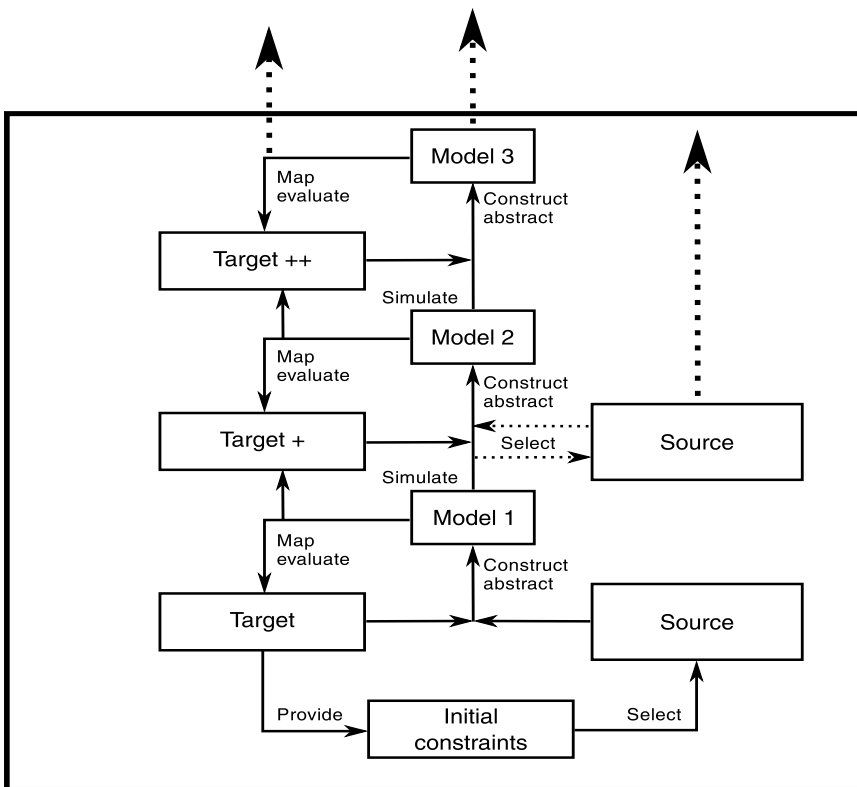 Model 3
Map
evaluate
Construct
abstract
Target ++
Simulate
Model 2
Map
evaluate
Construct
abstract
Target +
Select
Source
Simulate
Model 1
Map
evaluate
Construct
abstract
Target
Source
Provide
Initial
constraints
Select